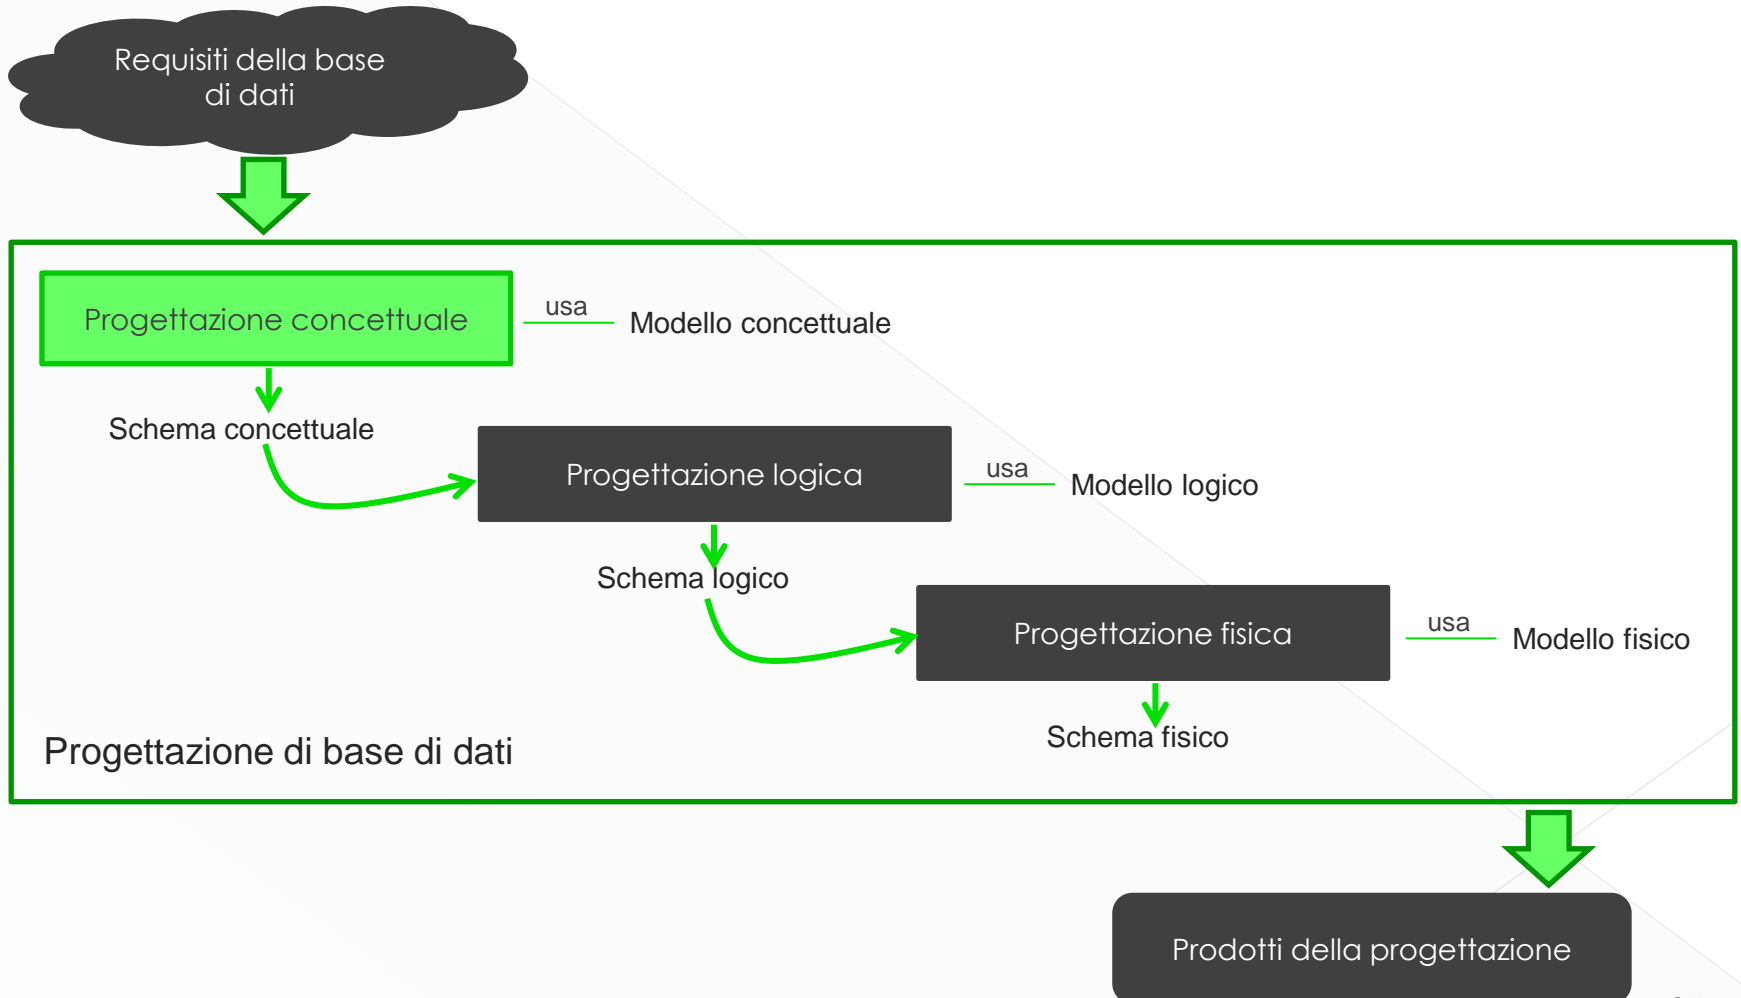 Requisiti della base
di dati
Progettazione concettuale
usa
Modello concettuale
Schema concettuale
Progettazione logica
usa
Modello logico
Schema logico
Progettazione fisica
usa
Modello fisico
Schema fisico
Progettazione di base di dati
Prodotti della progettazione